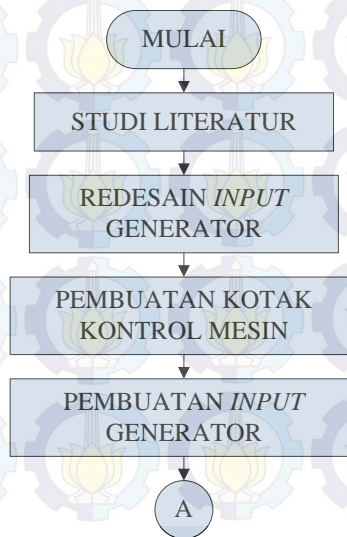 MULAI
STUDI LITERATUR
REDESAIN INPUT
GENERATOR
PEMBUATAN KOTAK
KONTROL MESIN
PEMBUATAN INPUT
GENERATOR
A